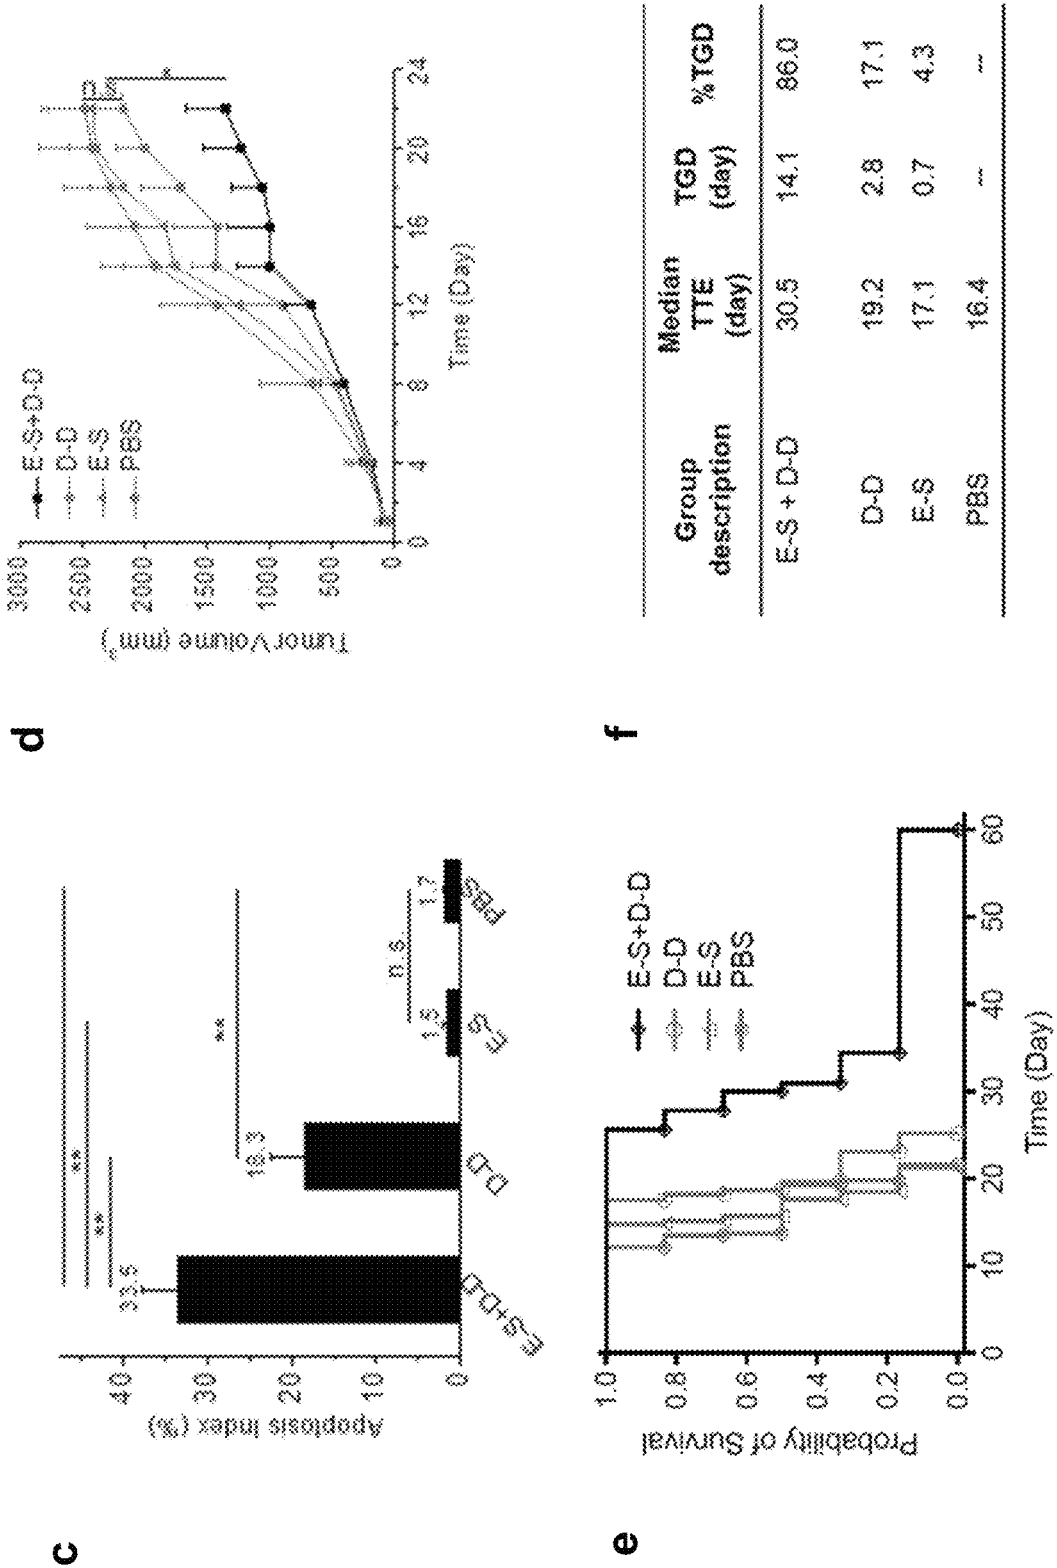 c
Apoptosis Index (%)
40
30
20
10
0
33.5
18.3
1.5
1.7
**
**
**
n.s.
E-S+D-D
D-D
E-S
PBS
d
Tumor Volume (mm³)
3000
2500
2000
1500
1000
500
0
E-S+D-D
D-D
E-S
PBS
*
0 4 8 12 16 20 24
Time (Day)
e
Probability of Survival
1.0
0.8
0.6
0.4
0.2
0.0
E-S+D-D
D-D
E-S
PBS
0 10 20 30 40 50 60
Time (Day)
f
Group description Median TTE (day) TGD (day) %TGD
E-S + D-D 30.5 14.1 86.0
D-D 19.2 2.8 17.1
E-S 17.1 0.7 4.3
PBS 16.4 --- ---